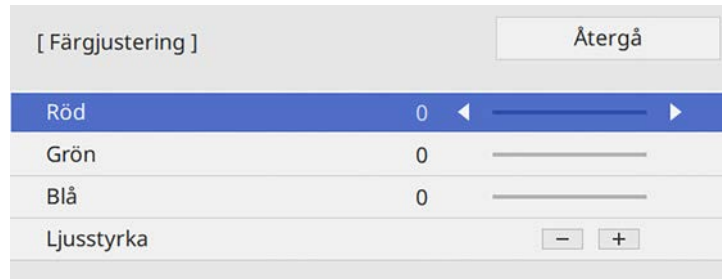 [ Färgjustering ] Återgå
Röd 0
Grön 0
Blå 0
Ljusstyrka − +